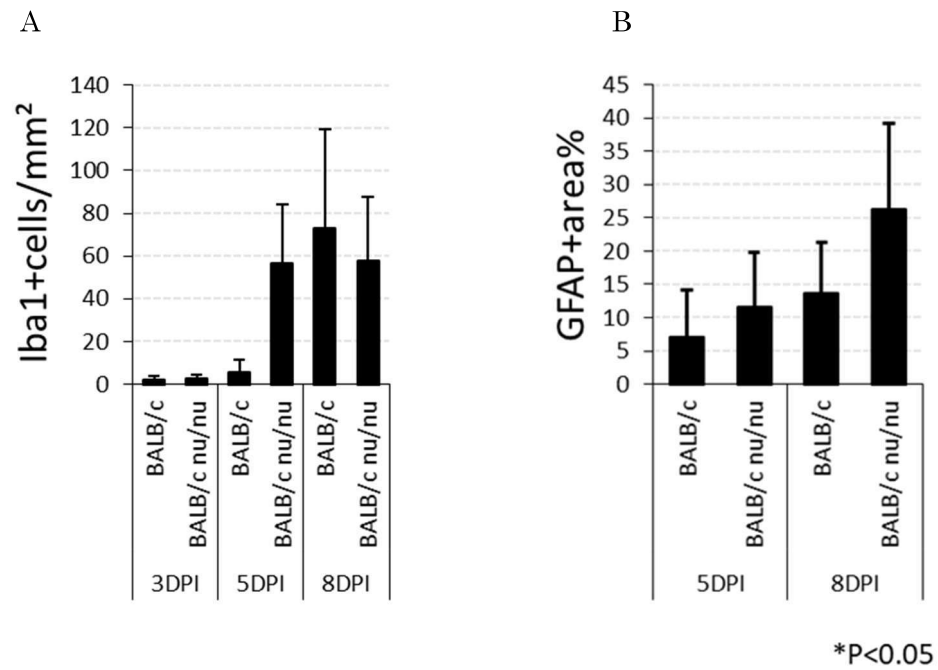 A
B
Iba1+cells/mm²
140
120
100
80
60
40
20
0
BALB/c
BALB/c nu/nu
BALB/c
BALB/c nu/nu
BALB/c
BALB/c nu/nu
3DPI
5DPI
8DPI
GFAP+area%
45
40
35
30
25
20
15
10
5
0
BALB/c
BALB/c nu/nu
BALB/c
BALB/c nu/nu
5DPI
8DPI
*P<0.05